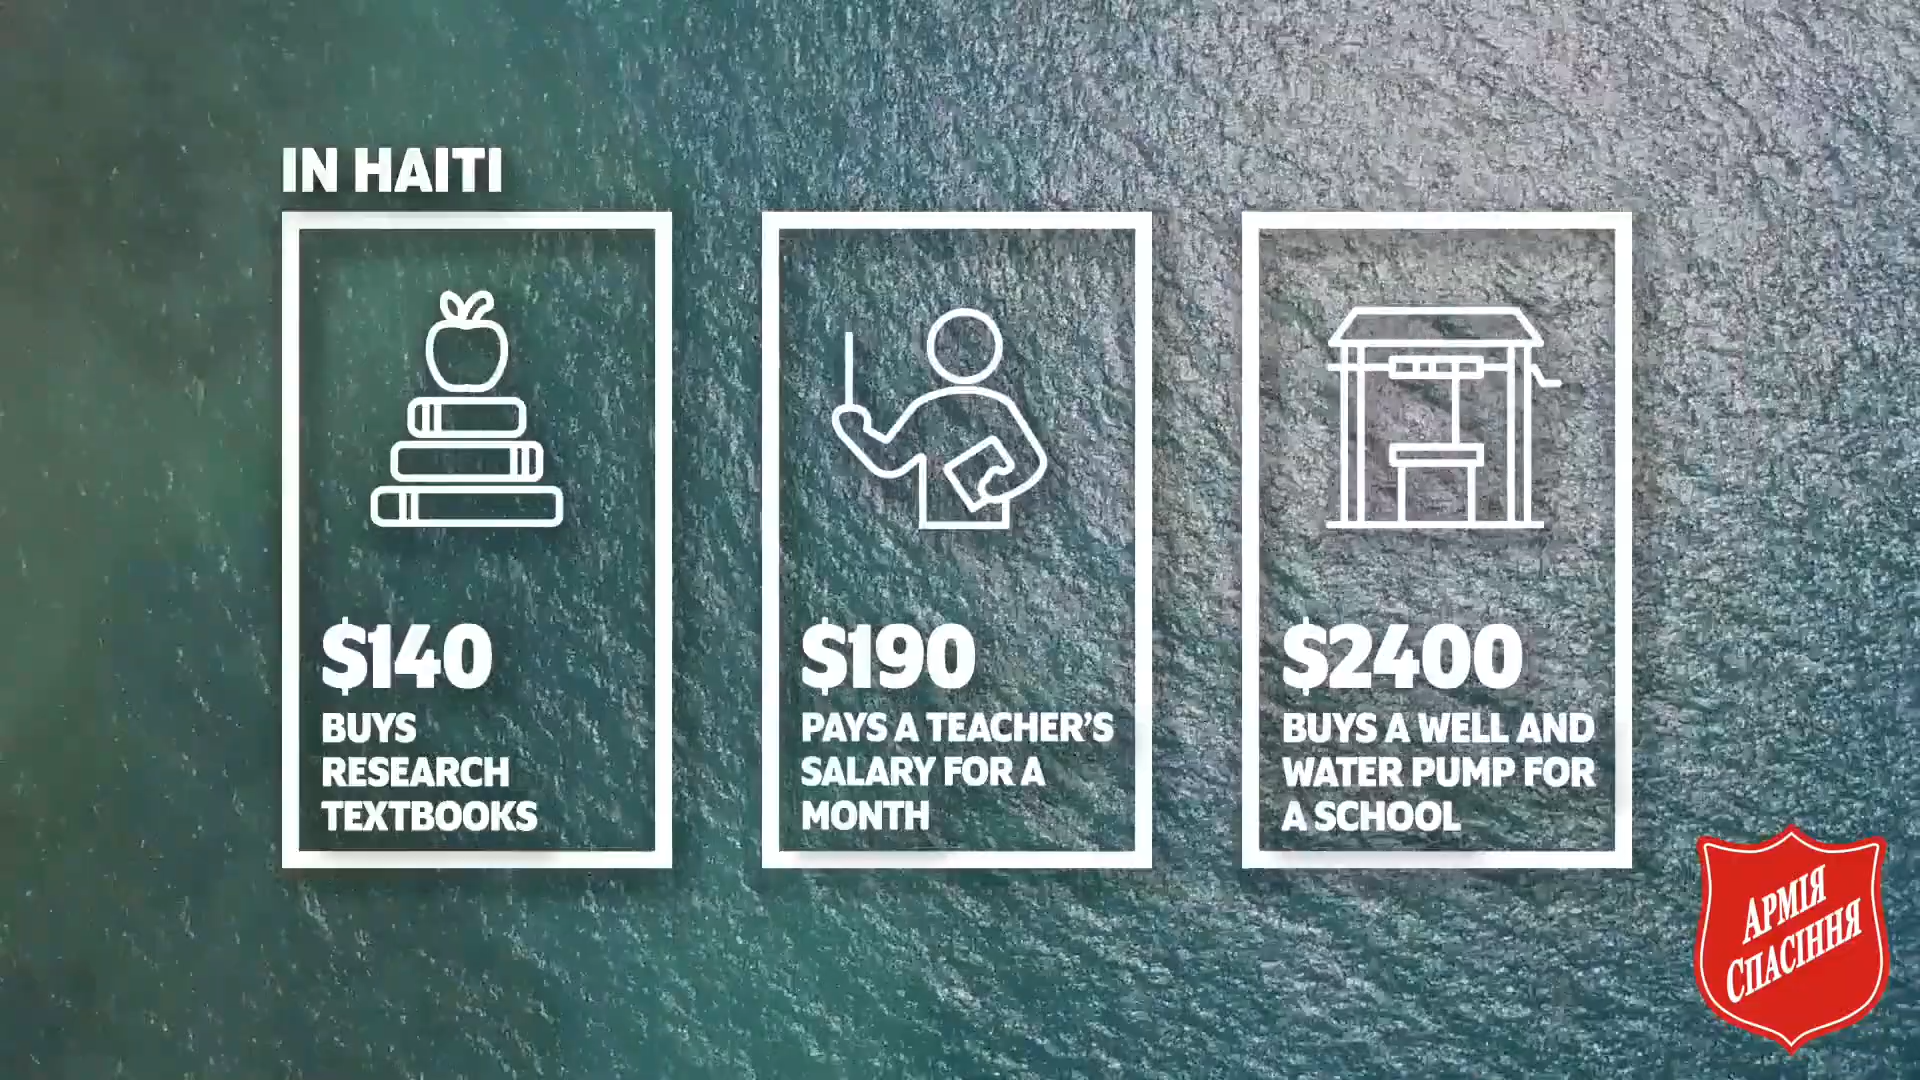 IN HAITI
$140
BUYS
RESEARCH
TEXTBOOKS
$190
PAYS A TEACHER'S
SALARY FOR A
MONTH
$2400
BUYS A WELL AND
WATER PUMP FOR
A SCHOOL
АРМІЯ
СПАСІННЯ